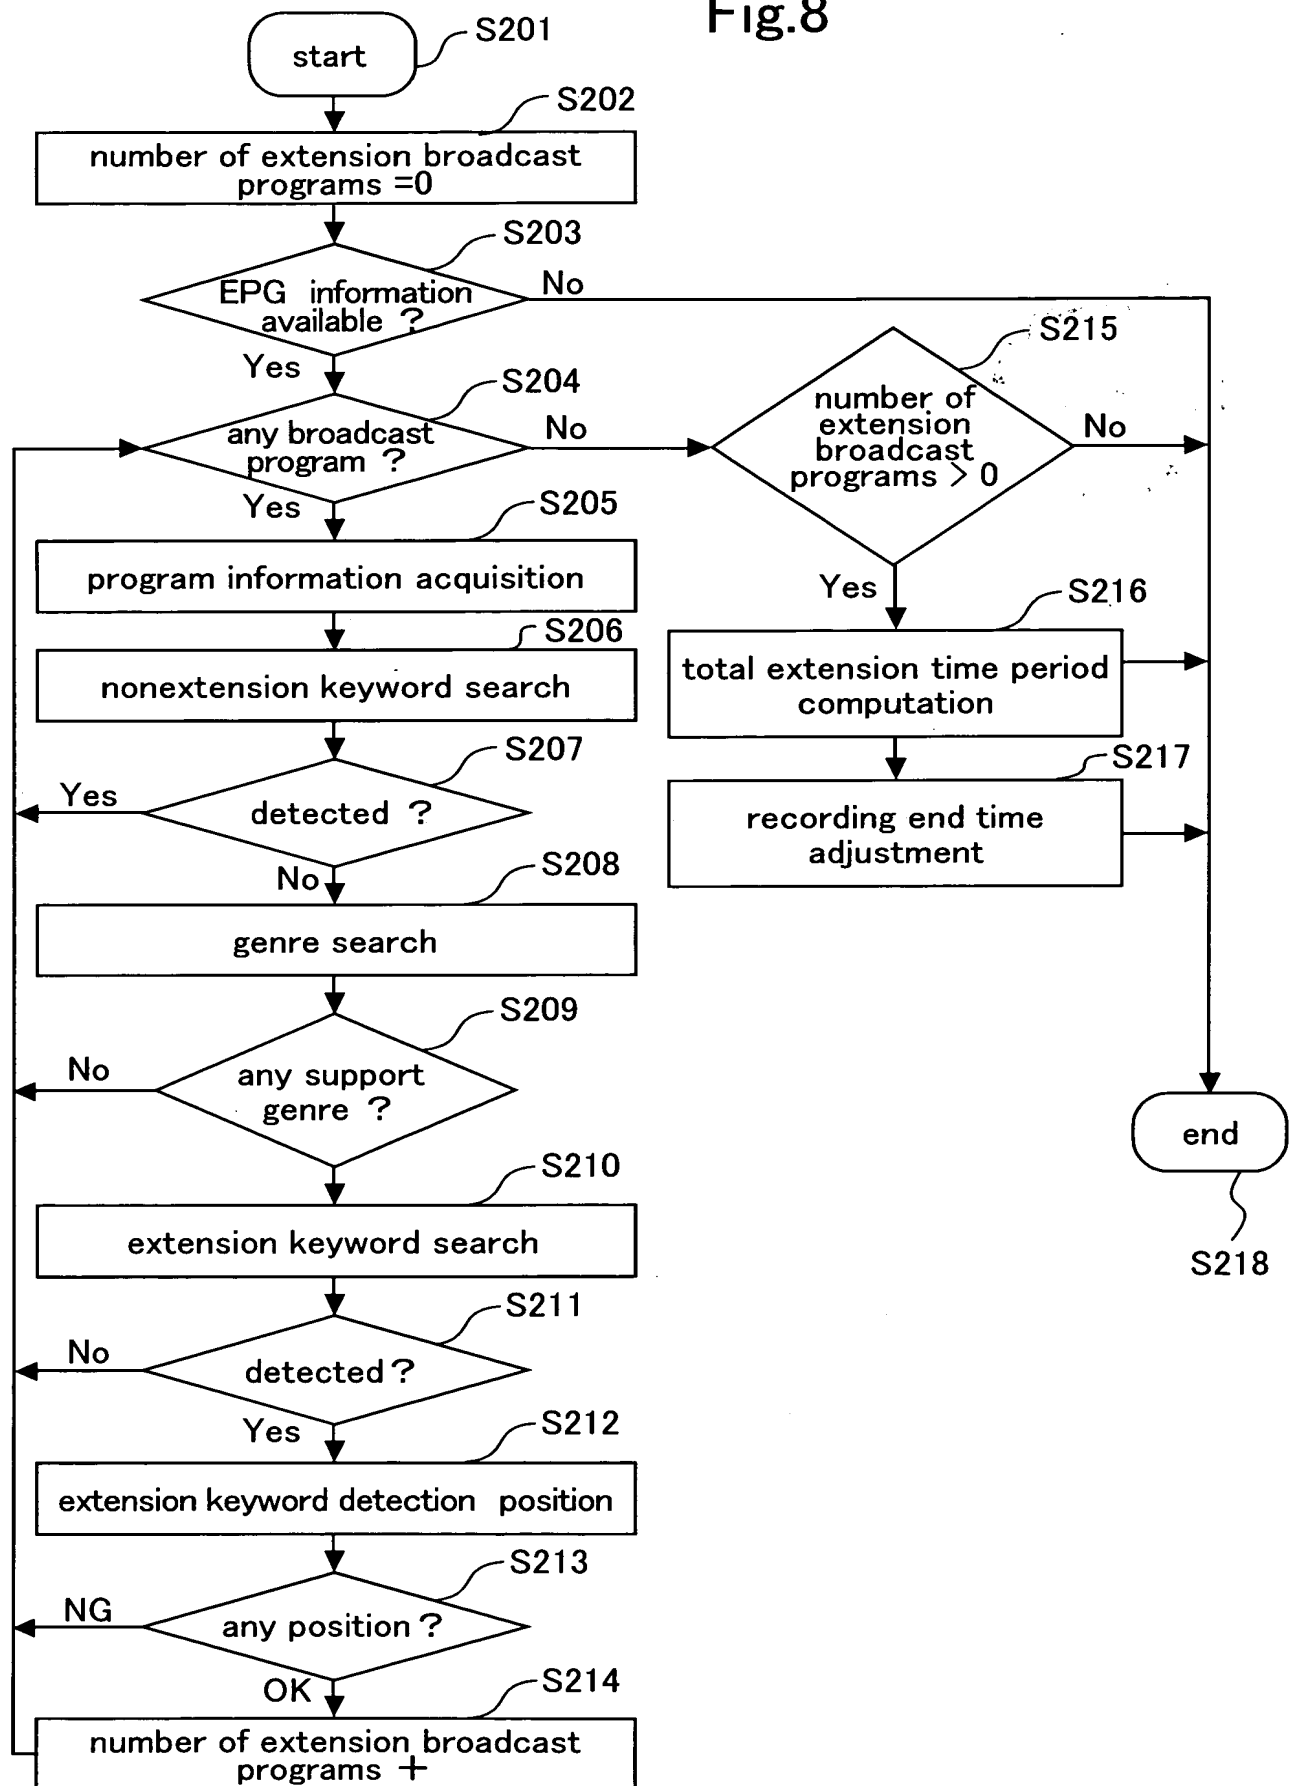 Fig.8
start
S201
S202
number of extension broadcast
programs =0
S203
EPG information
available ?
No
Yes
S204
any broadcast
program ?
No
Yes
S215
number of
extension
broadcast
programs > 0
No
Yes
S205
program information acquisition
S206
nonextension keyword search
S216
total extension time period
computation
S207
detected ?
Yes
No
S217
recording end time
adjustment
S208
genre search
S209
any support
genre ?
No
end
S218
S210
extension keyword search
S211
detected ?
No
Yes
S212
extension keyword detection position
S213
any position ?
NG
OK
S214
number of extension broadcast
programs +